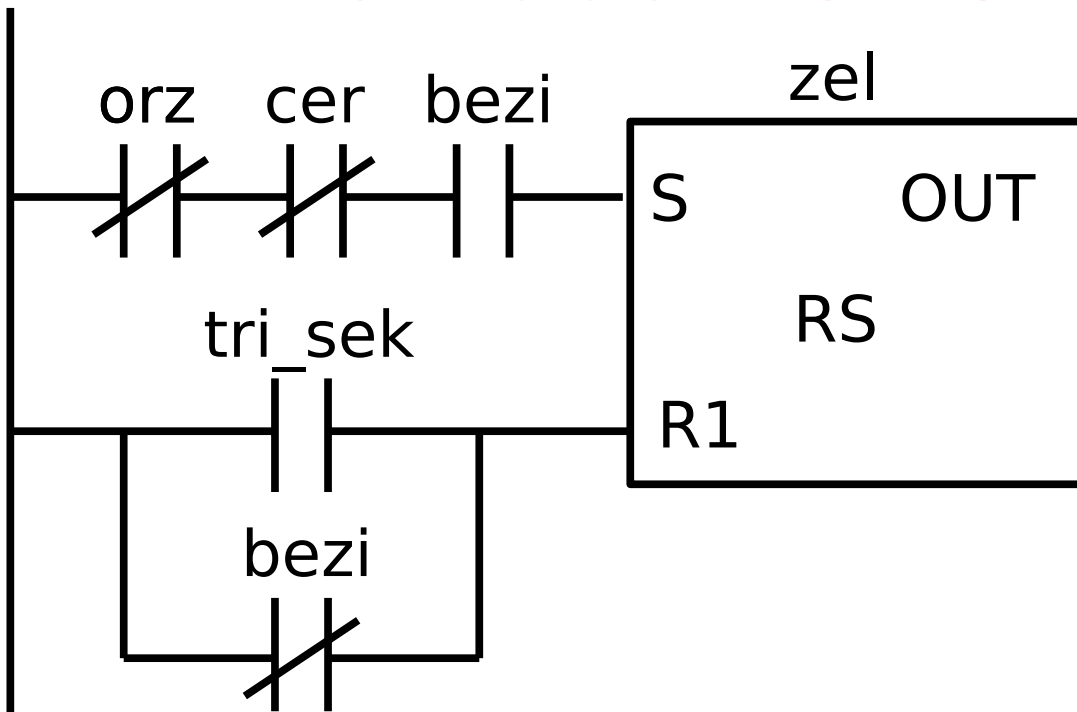 zel
orz cer bezi
S OUT
RS
tri_sek
R1
bezi